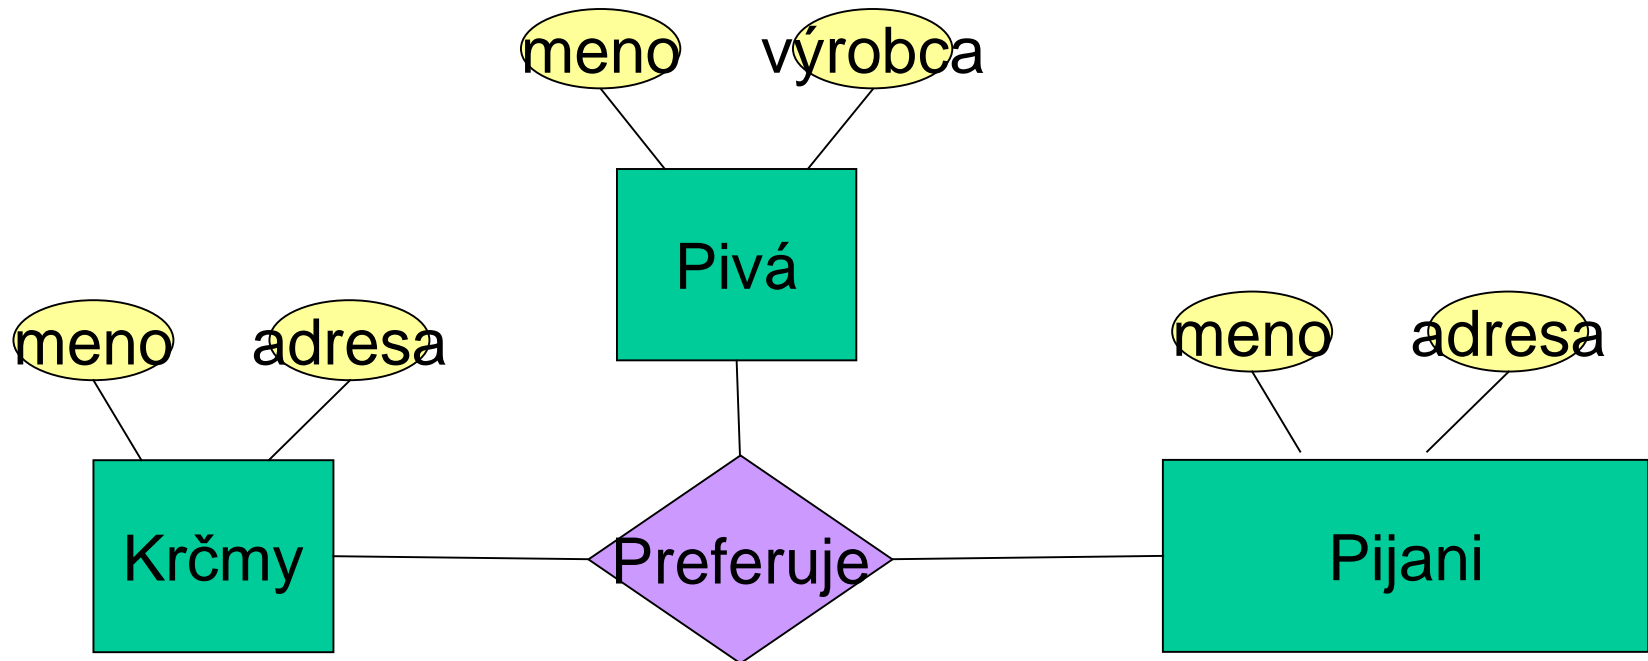 meno výrobca
Pivá
meno adresa
meno adresa
Krčmy
Preferuje
Pijani